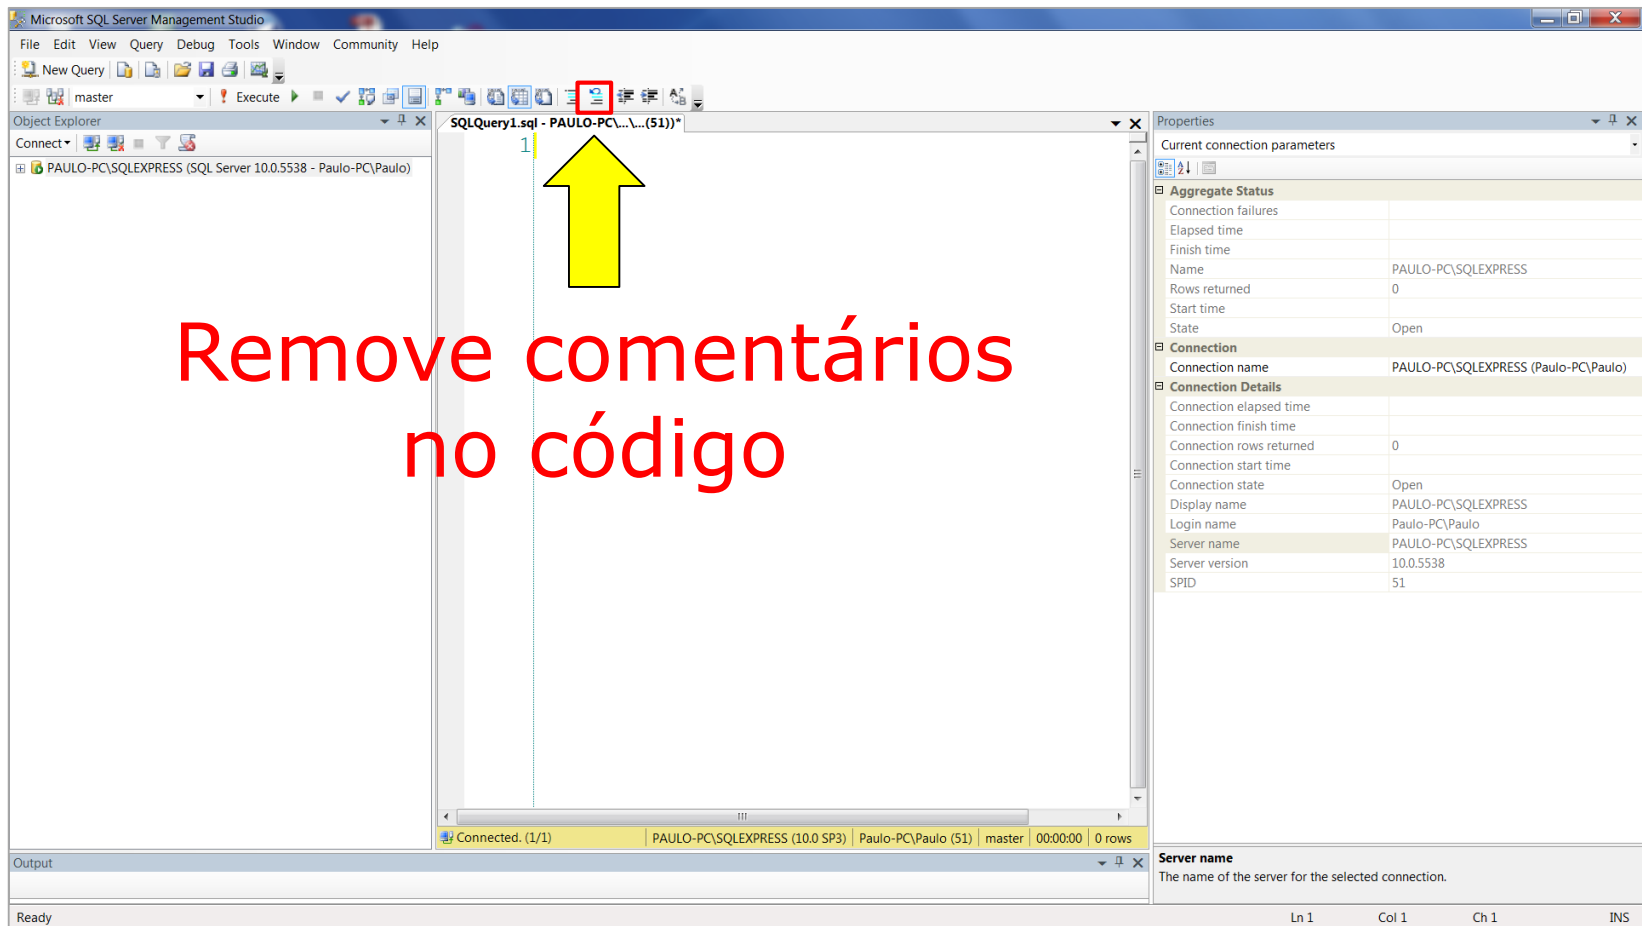 Microsoft SQL Server Management Studio
File Edit View Query Debug Tools Window Community Help
New Query
master Execute
Object Explorer
Connect
PAULO-PC\SQLEXPRESS (SQL Server 10.0.5538 - Paulo-PC\Paulo)
SQLQuery1.sql - PAULO-PC\...\...(51))*
1
Remove comentários
no código
Connected. (1/1) PAULO-PC\SQLEXPRESS (10.0 SP3) Paulo-PC\Paulo (51) master 00:00:00 0 rows
Output
Properties
Current connection parameters
Aggregate Status
Connection failures
Elapsed time
Finish time
Name PAULO-PC\SQLEXPRESS
Rows returned 0
Start time
State Open
Connection
Connection name PAULO-PC\SQLEXPRESS (Paulo-PC\Paulo)
Connection Details
Connection elapsed time
Connection finish time
Connection rows returned 0
Connection start time
Connection state Open
Display name PAULO-PC\SQLEXPRESS
Login name Paulo-PC\Paulo
Server name PAULO-PC\SQLEXPRESS
Server version 10.0.5538
SPID 51
Server name
The name of the server for the selected connection.
Ready Ln 1 Col 1 Ch 1 INS